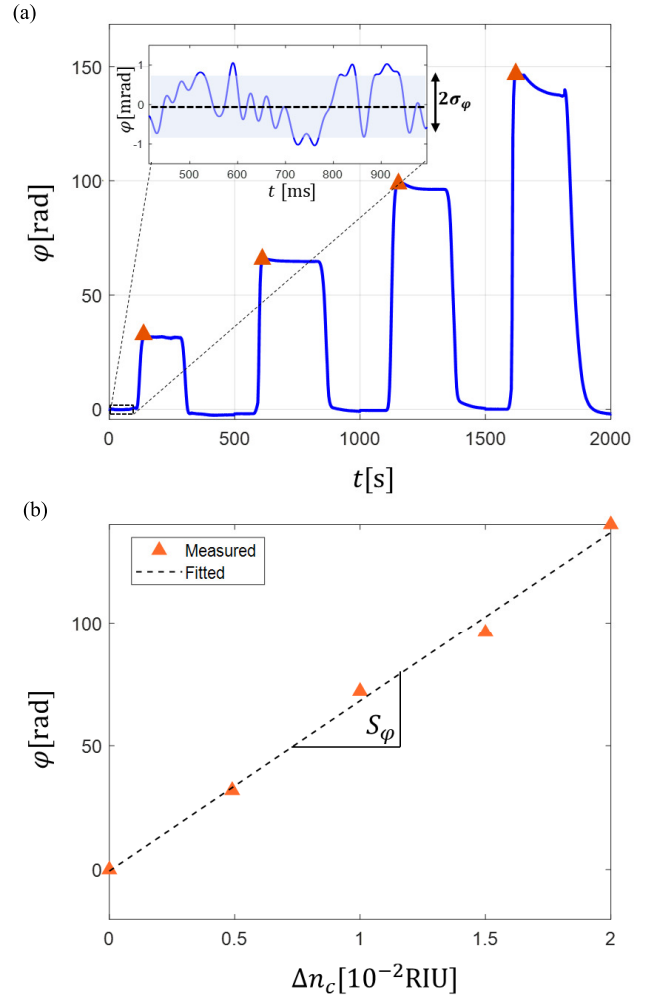 (a)
150
100
50
0
φ[rad]
0
500
1000
1500
2000
t[s]
1
0
-1
φ[mrad]
500
600
700
800
900
t [ms]
2σφ
(b)
Measured
Fitted
100
50
0
φ[rad]
Sφ
0
0.5
1
1.5
2
Δn_c[10⁻²RIU]